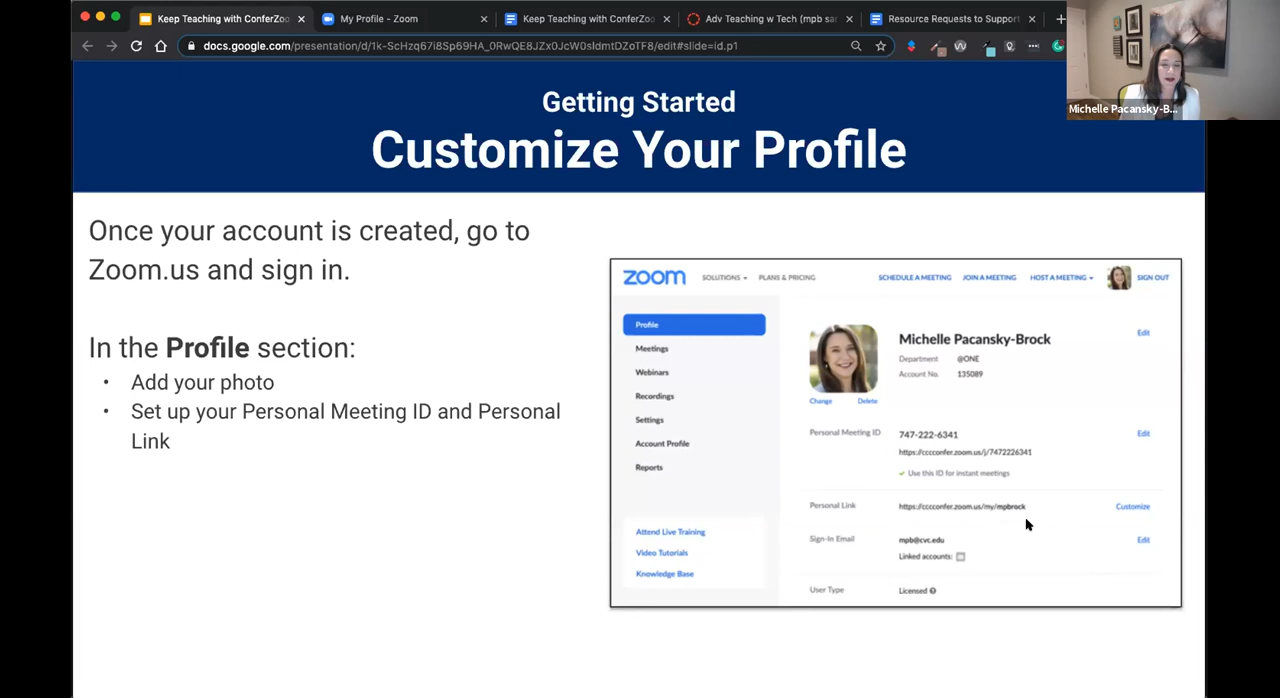 Keep Teaching with ConferZoo
My Profile - Zoom
Keep Teaching with ConferZoo
Adv Teaching w Tech (mpb sar
Resource Requests to Support
docs.google.com/presentation/d/1k-ScHzq67i8Sp69HA_0RwQE8JZx0JcW0sIdmtDZoTF8/edit#slide=id.p1
Michelle Pacansky-B...
Getting Started
Customize Your Profile
Once your account is created, go to
Zoom.us and sign in.
In the Profile section:
• Add your photo
• Set up your Personal Meeting ID and Personal
Link
zoom
SOLUTIONS
PLANS & PRICING
SCHEDULE A MEETING
JOIN A MEETING
HOST A MEETING
SIGN OUT
Profile
Meetings
Webinars
Recordings
Settings
Account Profile
Reports
Attend Live Training
Video Tutorials
Knowledge Base
Michelle Pacansky-Brock
Edit
Department @ONE
Account No. 135089
Change Delete
Personal Meeting ID 747-222-6341 Edit
https://cccconfer.zoom.us/j/7472226341
✓ Use this ID for instant meetings
Personal Link https://cccconfer.zoom.us/my/mpbrock Customize
Sign-In Email mpb@cvc.edu Edit
Linked accounts:
User Type Licensed